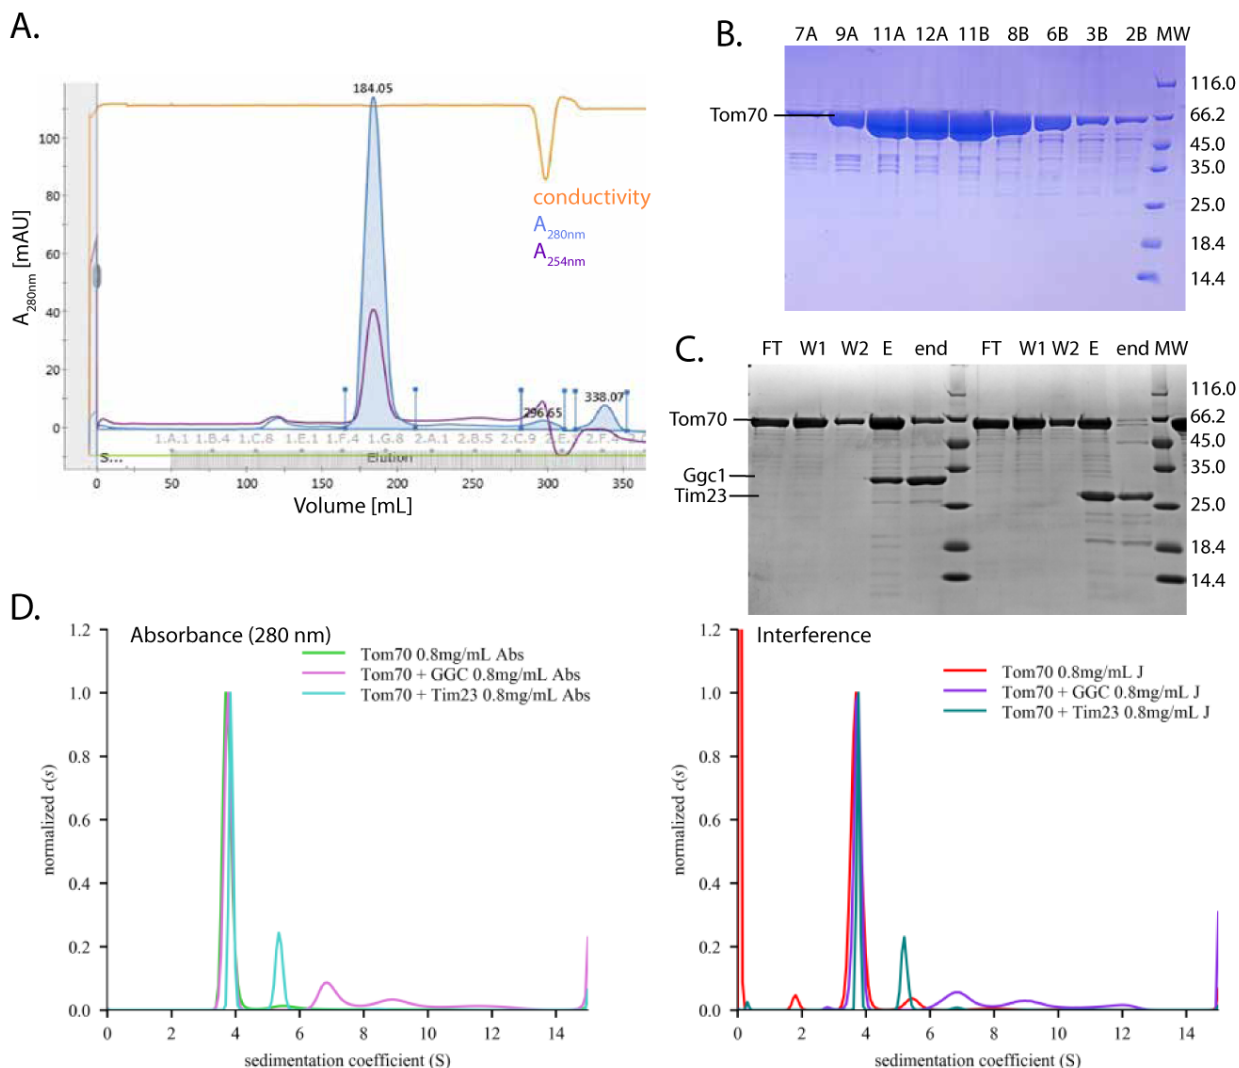 A.
184.05
100
80
60
40
20
0
A280nm [mAU]
conductivity
A280nm
A254nm
296.65
338.07
1.A.1 1.B.4 1.C.8 1.E.1 1.F.4 1.G.8 2.A.1 2.B.5 2.C.9 2.E. 2.F.4
S... Elution
0 50 100 150 200 250 300 350
Volume [mL]
B.
7A 9A 11A 12A 11B 8B 6B 3B 2B MW
Tom70
116.0
66.2
45.0
35.0
25.0
18.4
14.4
C.
FT W1 W2 E end FT W1 W2 E end MW
Tom70
Ggc1
Tim23
116.0
66.2
45.0
35.0
25.0
18.4
14.4
D.
Absorbance (280 nm)
Tom70 0.8mg/mL Abs
Tom70 + GGC 0.8mg/mL Abs
Tom70 + Tim23 0.8mg/mL Abs
1.2
1.0
0.8
0.6
0.4
0.2
0.0
normalized c(s)
0 2 4 6 8 10 12 14
sedimentation coefficient (S)
Interference
Tom70 0.8mg/mL J
Tom70 + GGC 0.8mg/mL J
Tom70 + Tim23 0.8mg/mL J
1.2
1.0
0.8
0.6
0.4
0.2
0.0
normalized c(s)
0 2 4 6 8 10 12 14
sedimentation coefficient (S)